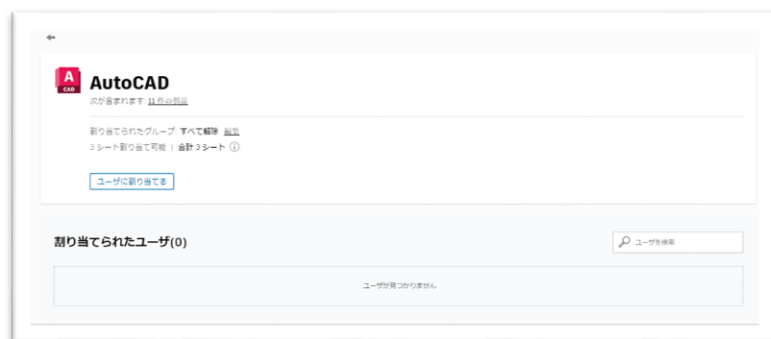 A
CAD
AutoCAD
次が含まれます 11 件の製品
割り当てられたグループ: すべて解除 編集
3 シート割り当て可能 | 合計 3 シート
ユーザに割り当てる
割り当てられたユーザ(0)
ユーザを検索
ユーザが見つかりません